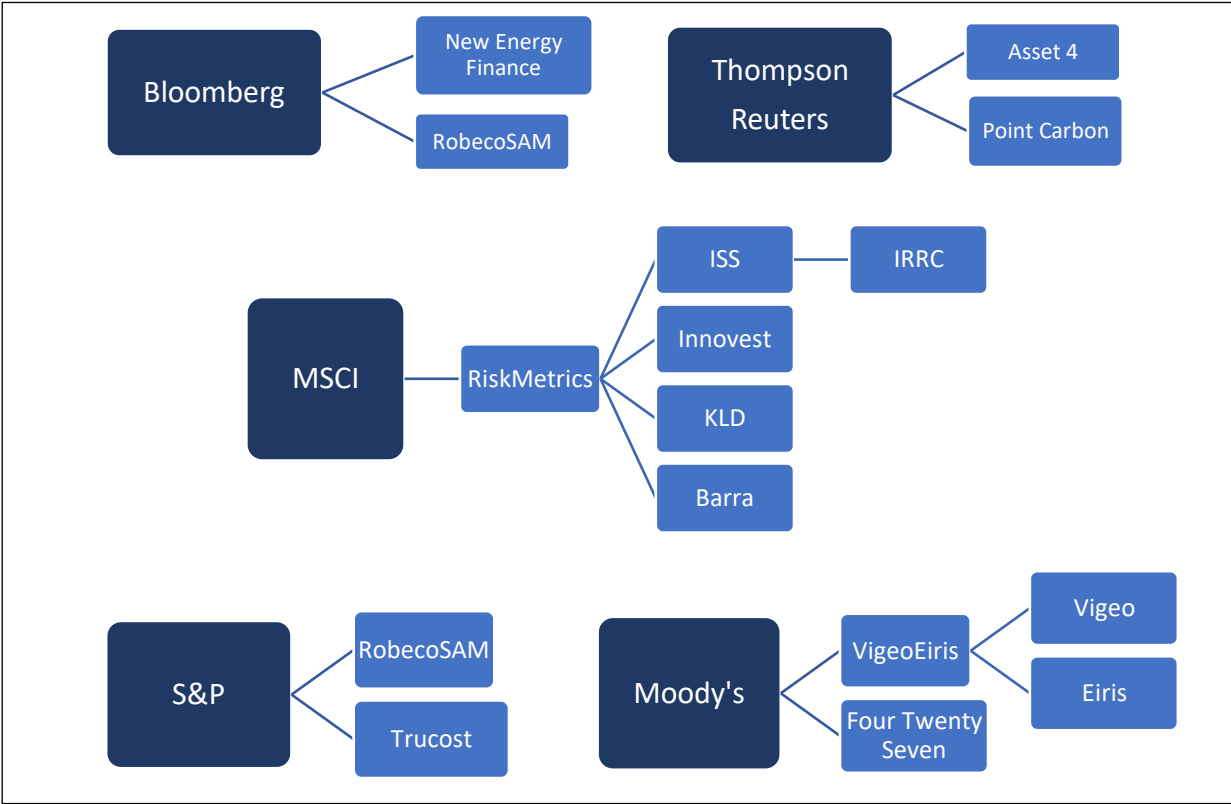 Bloomberg
New Energy
Finance
RobecoSAM
Thompson
Reuters
Asset 4
Point Carbon
MSCI
RiskMetrics
ISS
IRRC
Innovest
KLD
Barra
S&P
RobecoSAM
Trucost
Moody's
VigeoEiris
Vigeo
Eiris
Four Twenty
Seven